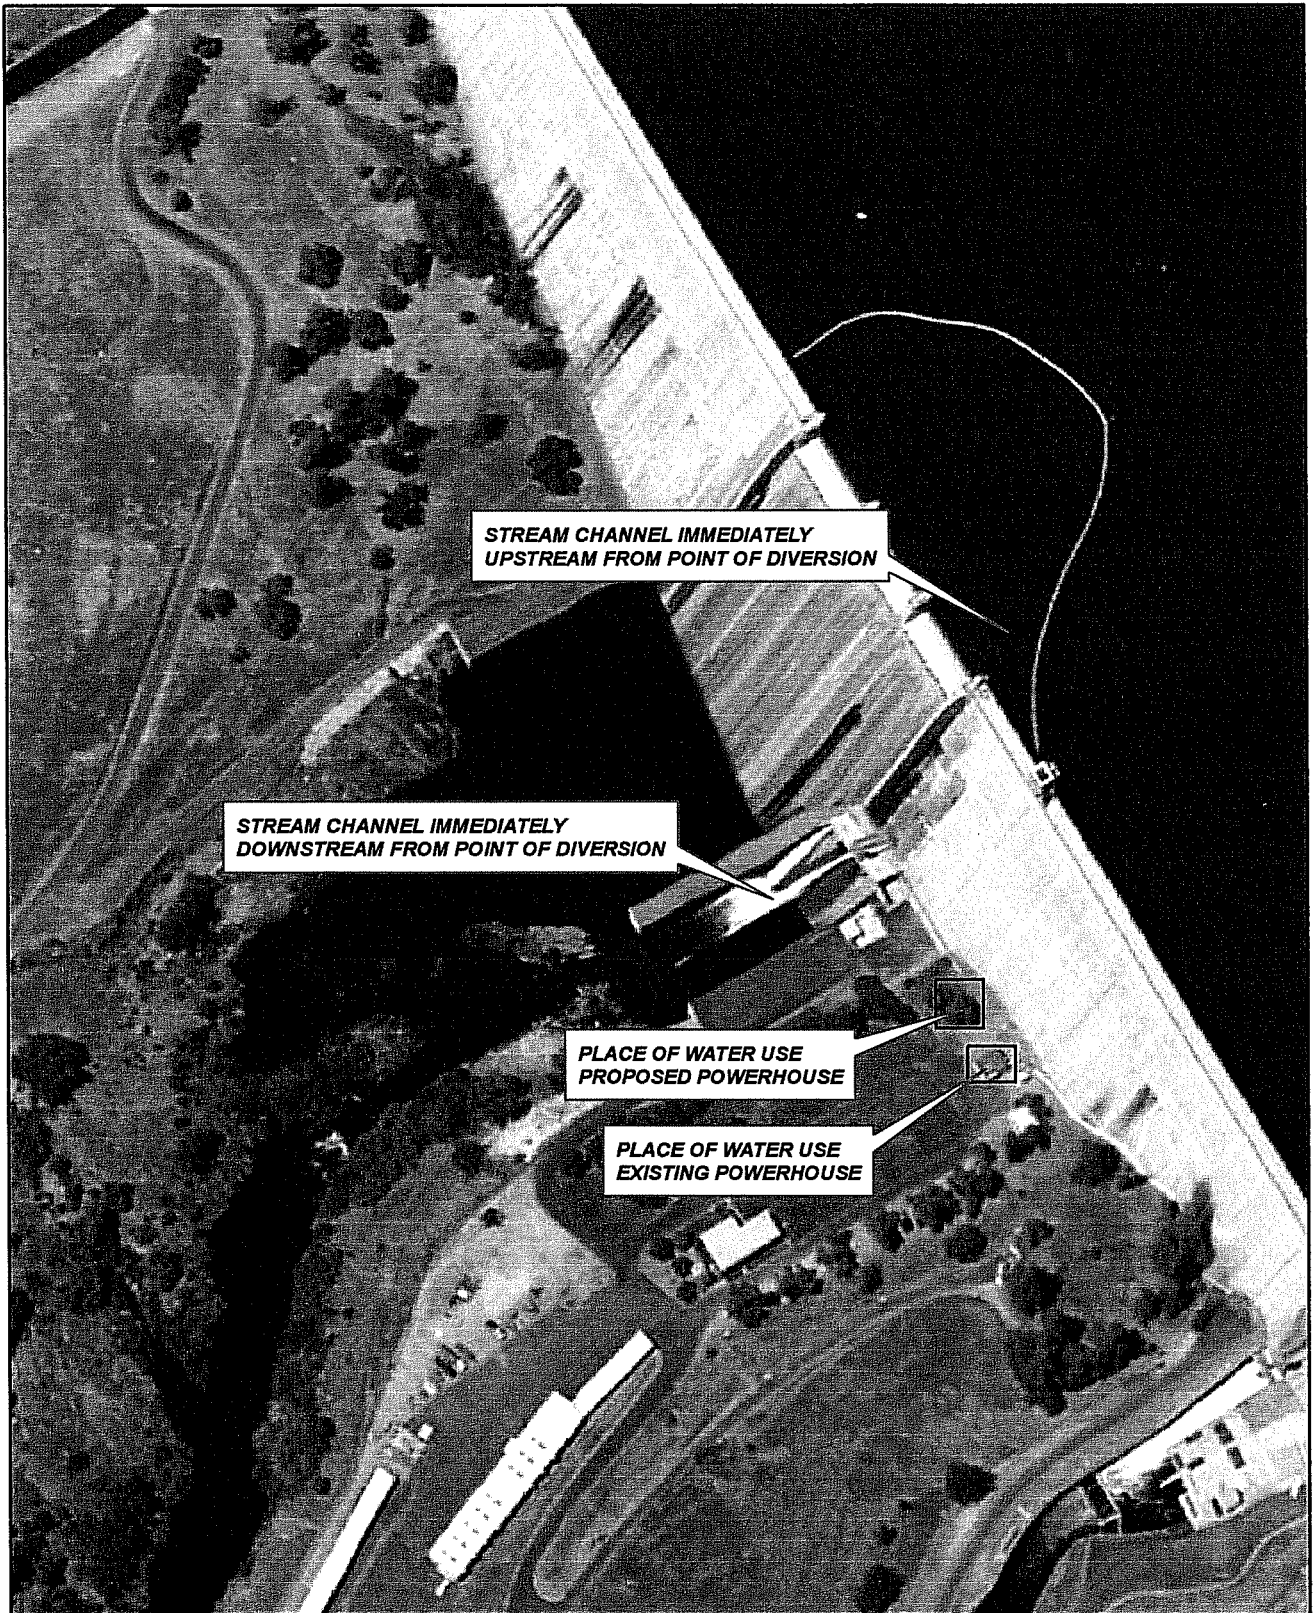 STREAM CHANNEL IMMEDIATELY
UPSTREAM FROM POINT OF DIVERSION
STREAM CHANNEL IMMEDIATELY
DOWNSTREAM FROM POINT OF DIVERSION
PLACE OF WATER USE
PROPOSED POWERHOUSE
PLACE OF WATER USE
EXISTING POWERHOUSE